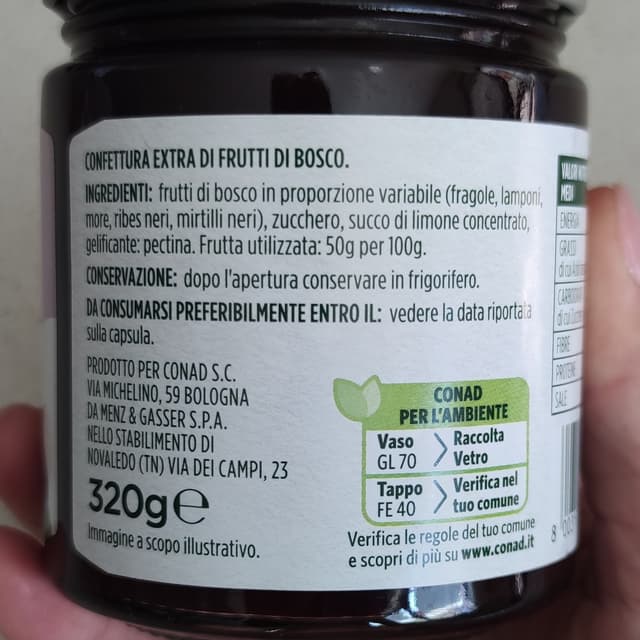 CONFETTURA EXTRA DI FRUTTI DI BOSCO.
INGREDIENTI: frutti di bosco in proporzione variabile (fragole, lamponi,
more, ribes neri, mirtilli neri), zucchero, succo di limone concentrato,
gelificante: pectina. Frutta utilizzata: 50g per 100g.
CONSERVAZIONE: dopo l'apertura conservare in frigorifero.
DA CONSUMARSI PREFERIBILMENTE ENTRO IL: vedere la data riportata
sulla capsula.
PRODOTTO PER CONAD S.C.
VIA MICHELINO, 59 BOLOGNA
DA MENZ & GASSER S.P.A.
NELLO STABILIMENTO DI
NOVALEDO (TN) VIA DEI CAMPI, 23
320g℮
Immagine a scopo illustrativo.
CONAD
PER L'AMBIENTE
Vaso
GL 70
Raccolta
Vetro
Tappo
FE 40
Verifica nel
tuo comune
Verifica le regole del tuo comune
e scopri di più su www.conad.it
MEDI
GRASSI
FIBRE
PROTEINE
SALE
8